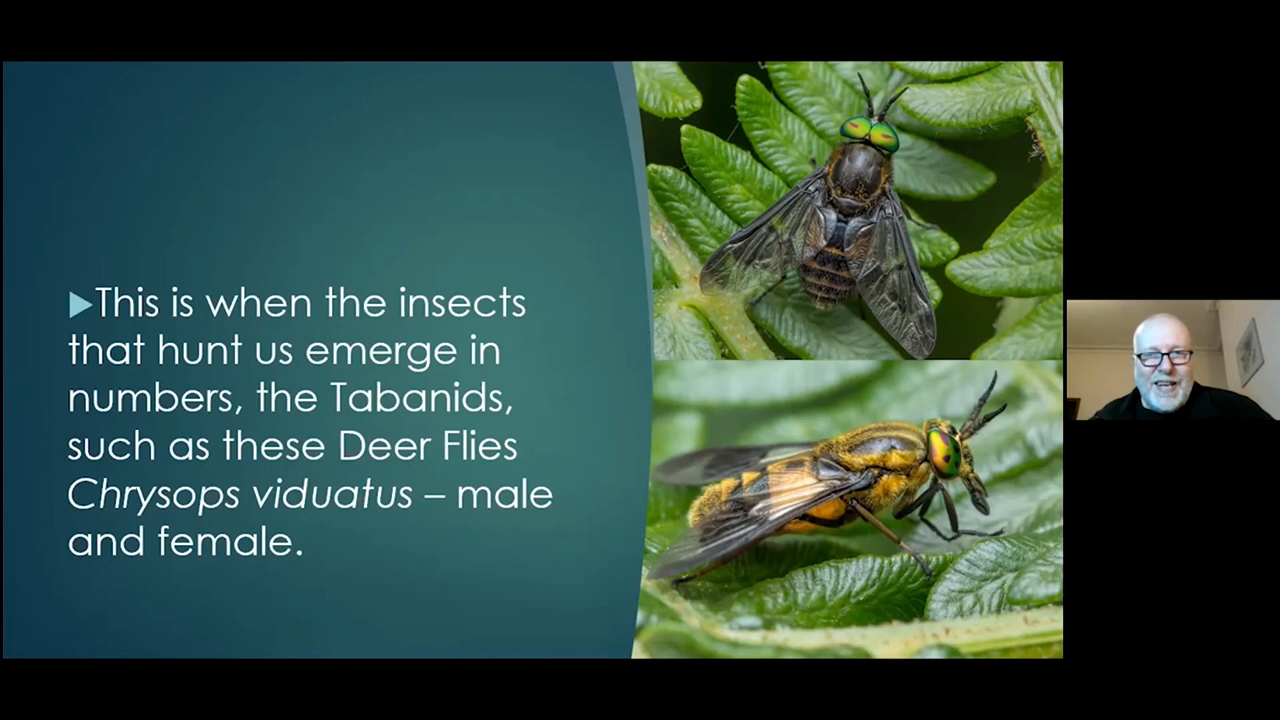 This is when the insects
that hunt us emerge in
numbers, the Tabanids,
such as these Deer Flies
Chrysops viduatus – male
and female.